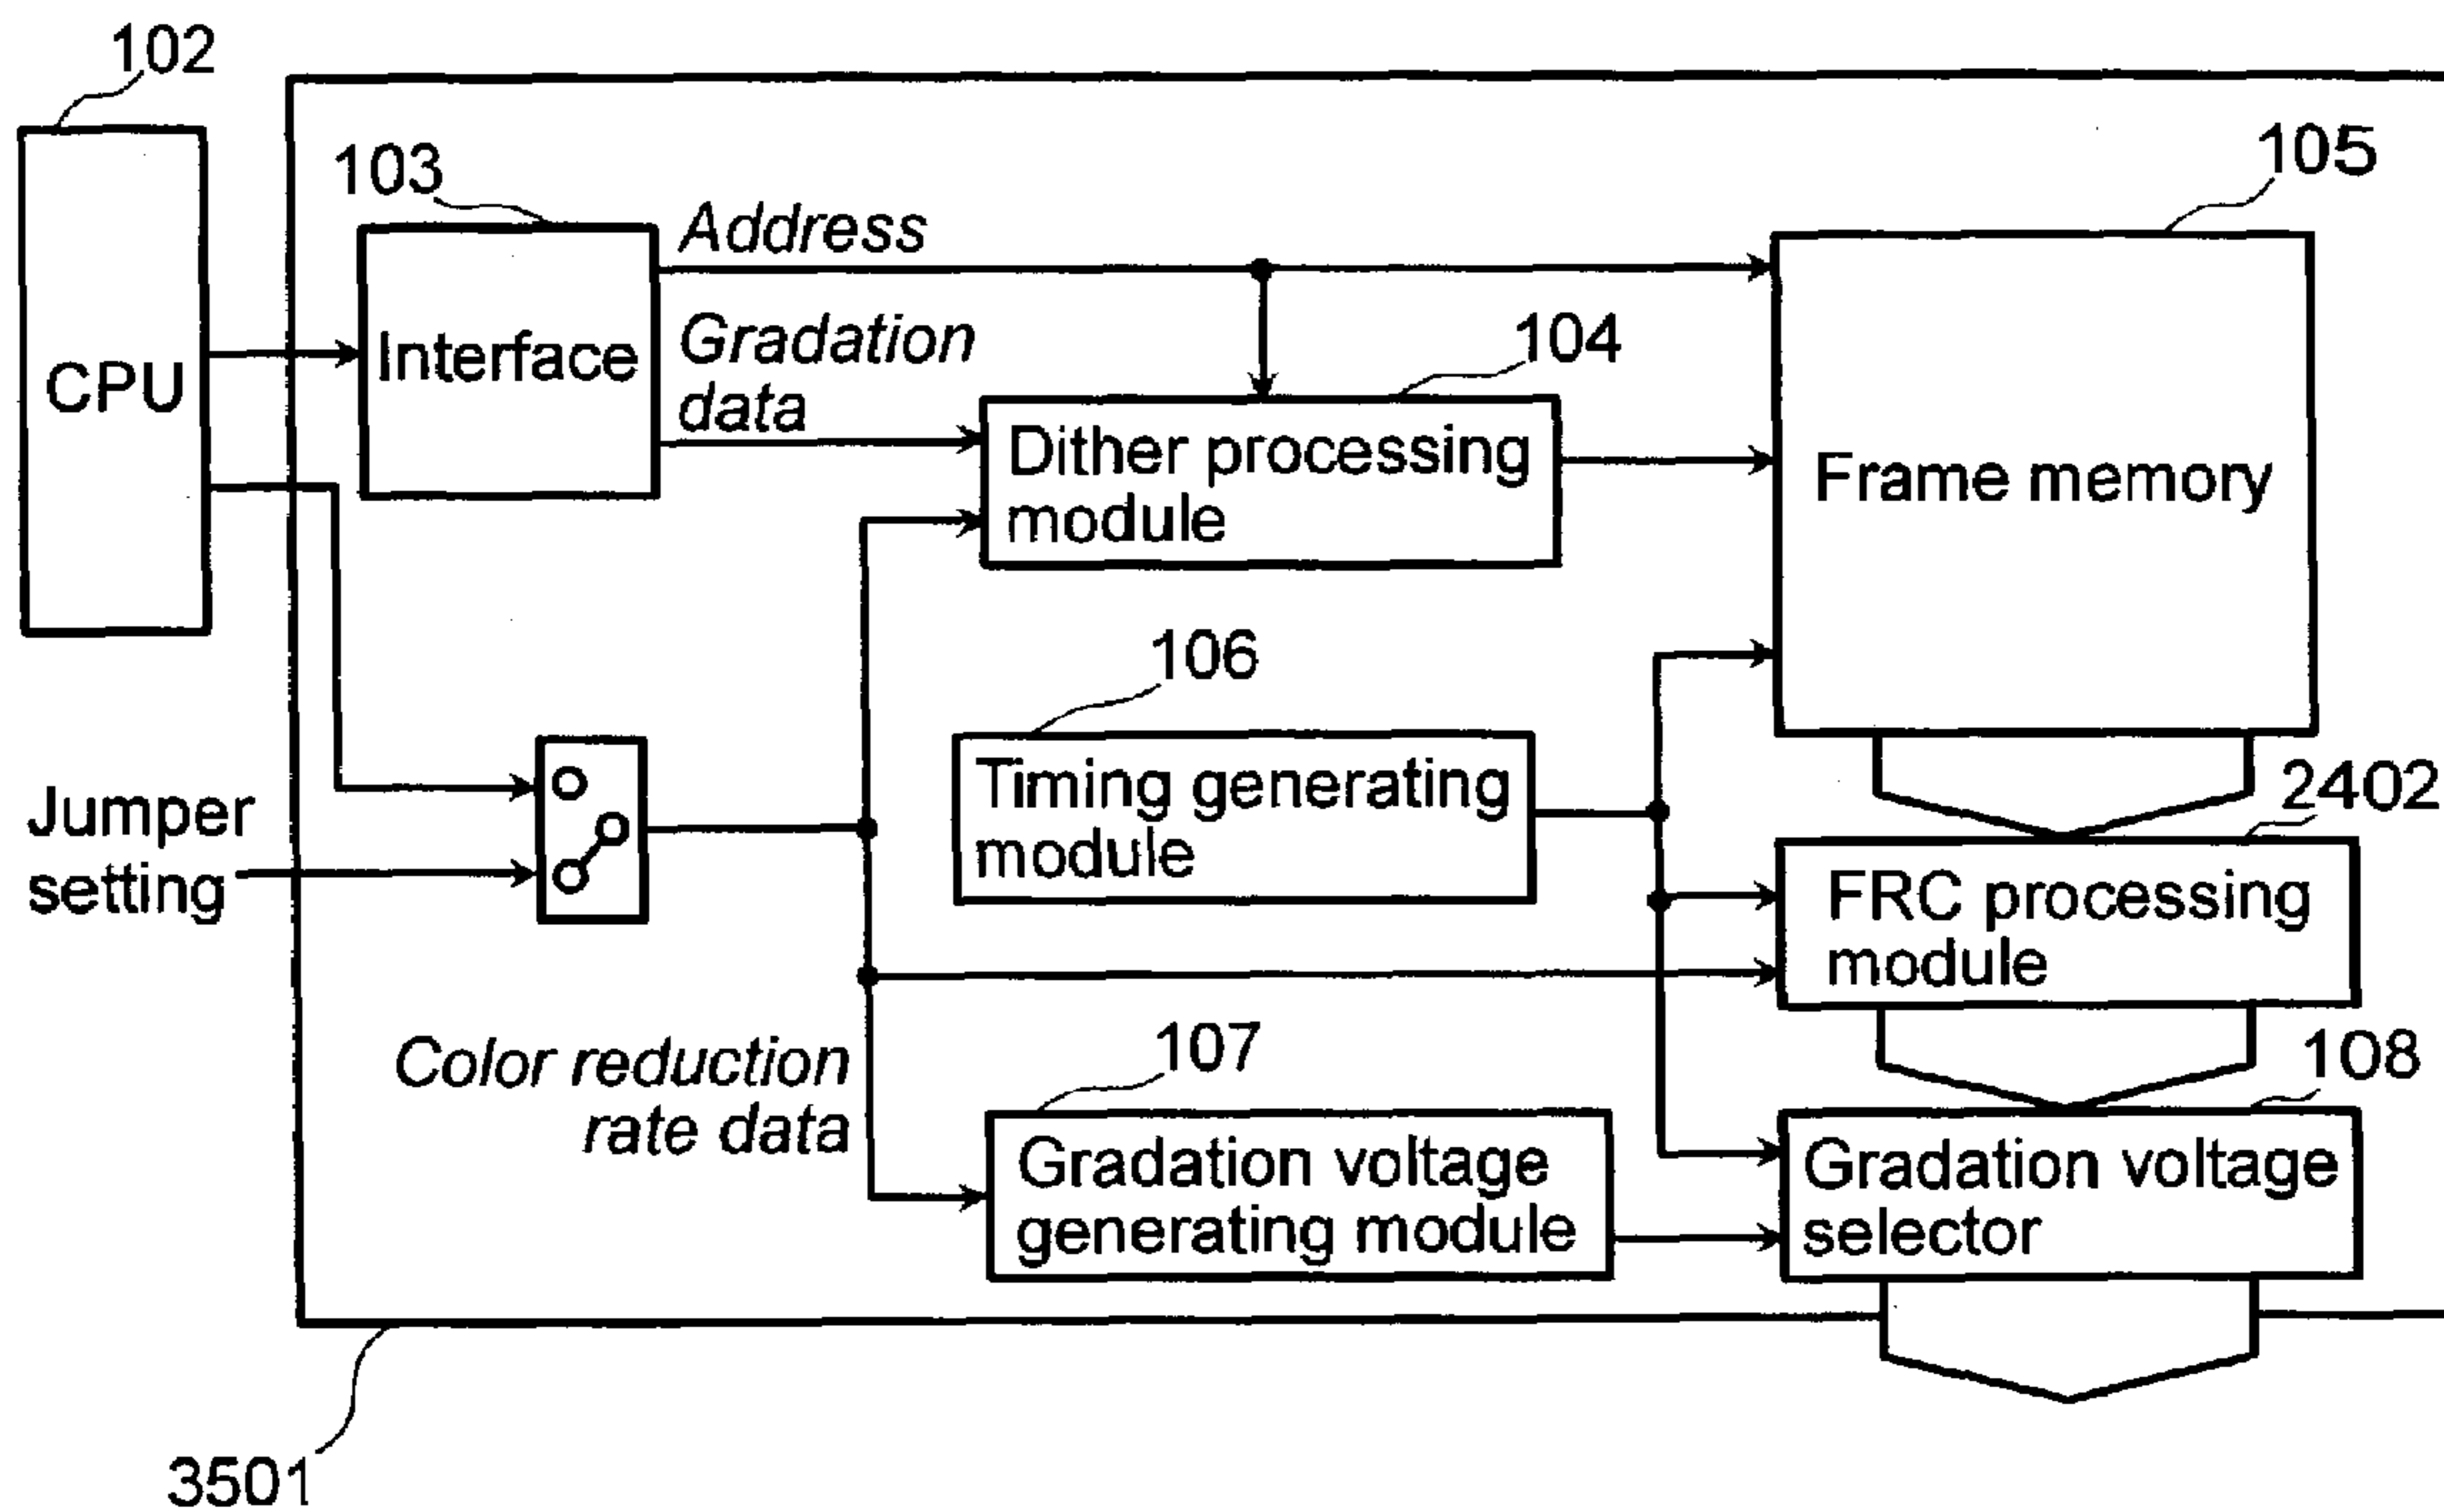 102
CPU
103
Interface
Address
Gradation
data
104
Dither processing
module
105
Frame memory
106
Timing generating
module
Jumper
setting
2402
FRC processing
module
Color reduction
rate data
107
Gradation voltage
generating module
108
Gradation voltage
selector
3501